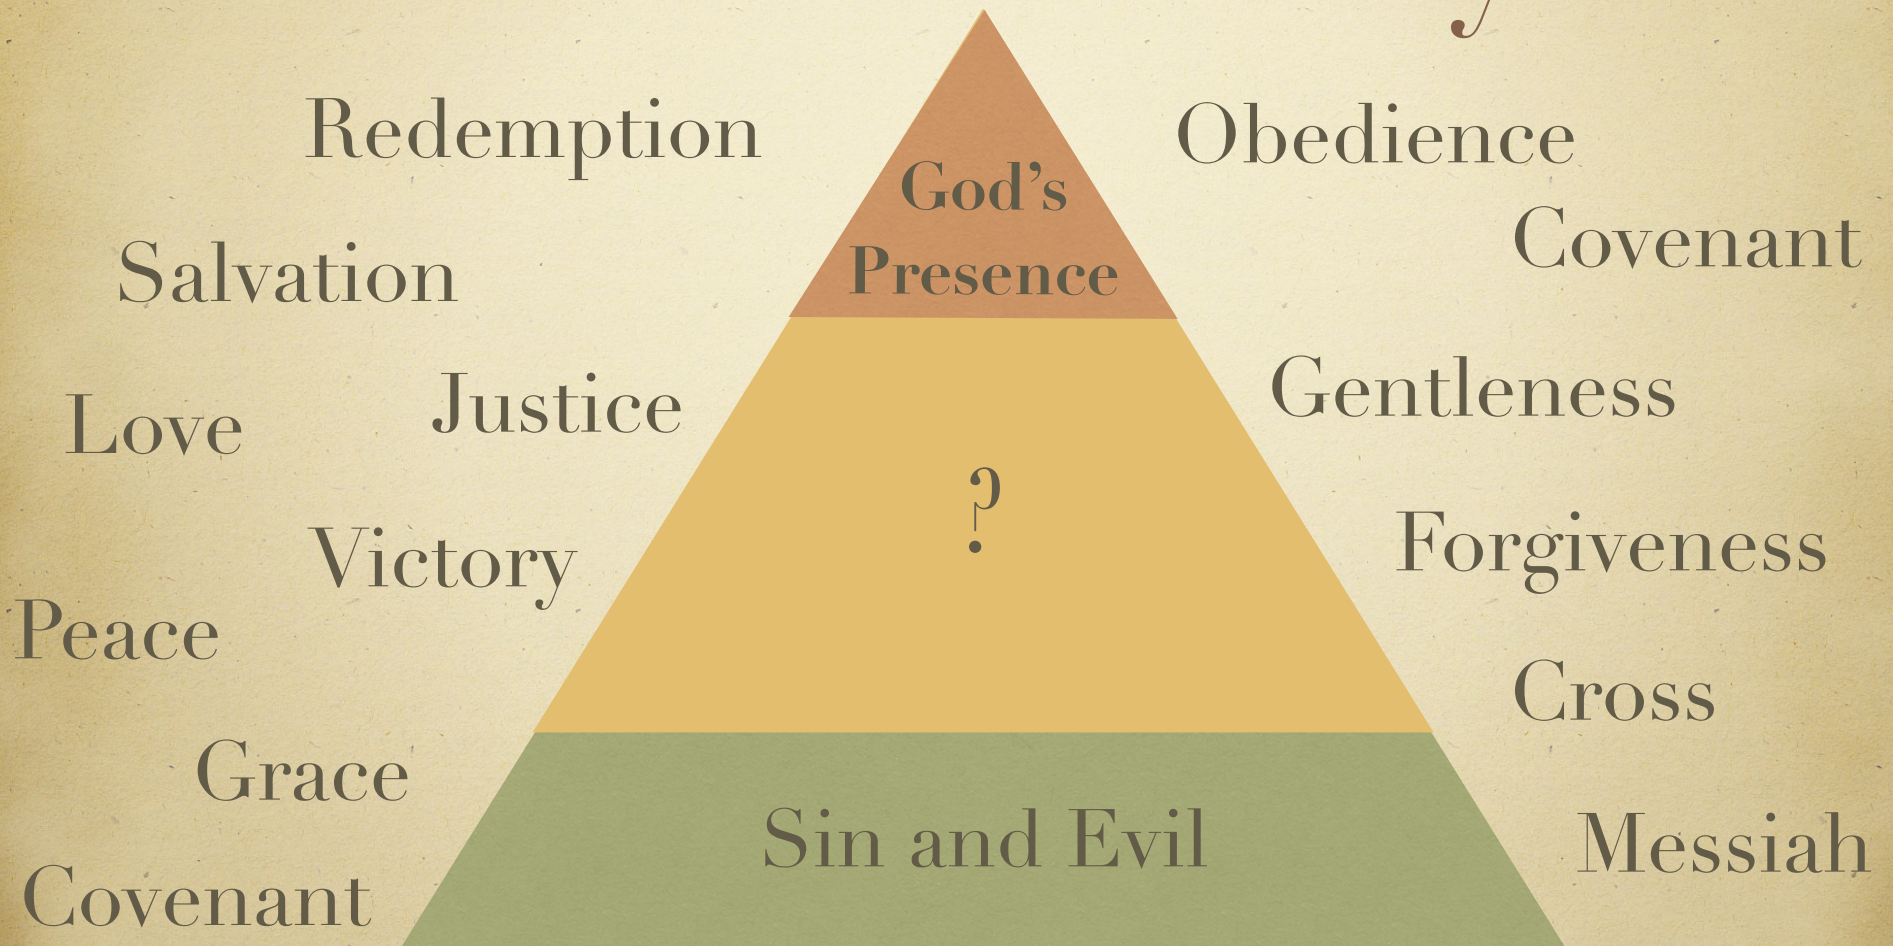 Redemption
Obedience
God's
Presence
Covenant
Salvation
Justice
Gentleness
Love
?
Victory
Forgiveness
Peace
Cross
Grace
Sin and Evil
Messiah
Covenant